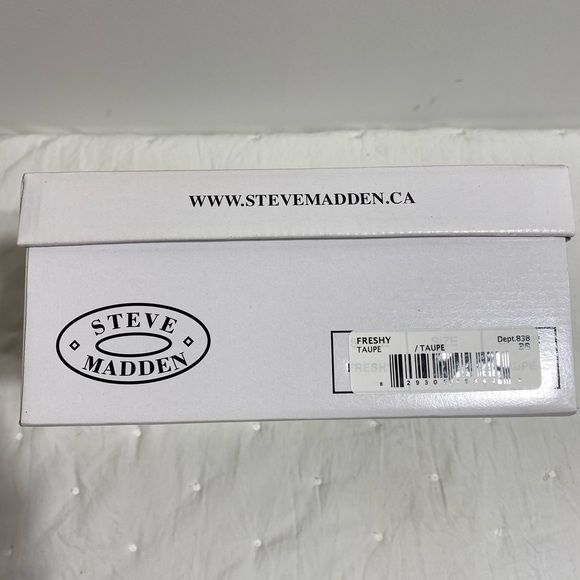 WWW.STEVEMADDEN.CA
STEVE
MADDEN
FRESHY Dept.838
TAUPE / TAUPE